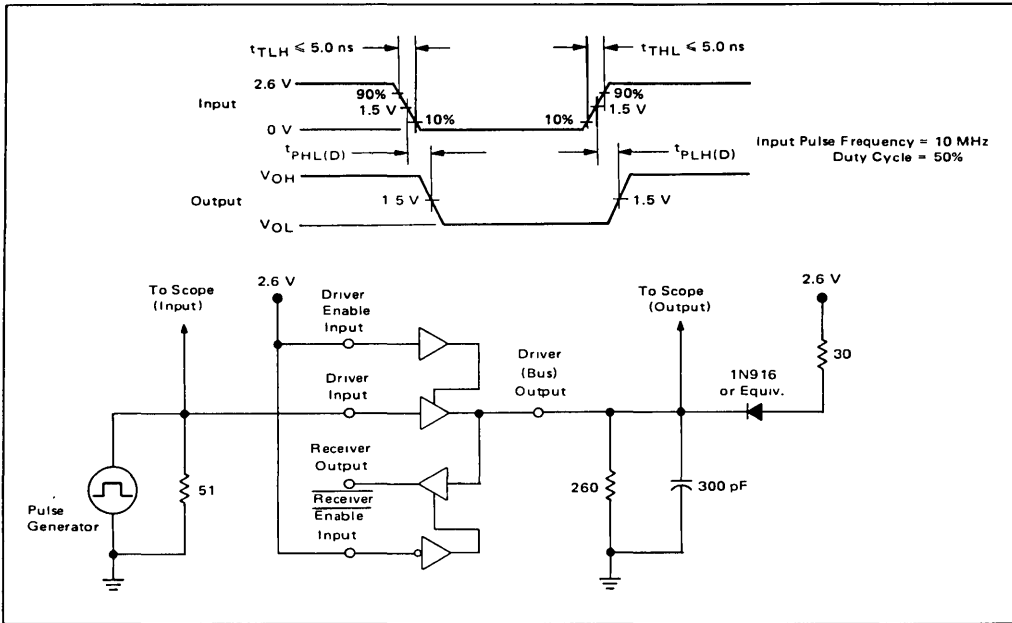 tTLH ≤ 5.0 ns
tTHL ≤ 5.0 ns
2.6 V
90%
1.5 V
Input
0 V
10%
10%
90%
1.5 V
tPHL(D)
tPLH(D)
Input Pulse Frequency = 10 MHz
Duty Cycle = 50%
VOH
Output
1 5 V
1.5 V
VOL
To Scope
(Input)
2.6 V
Driver
Enable
Input
Driver
Input
Receiver
Output
Receiver
Enable
Input
Driver
(Bus)
Output
To Scope
(Output)
2.6 V
30
1N916
or Equiv.
Pulse
Generator
51
260
300 pF